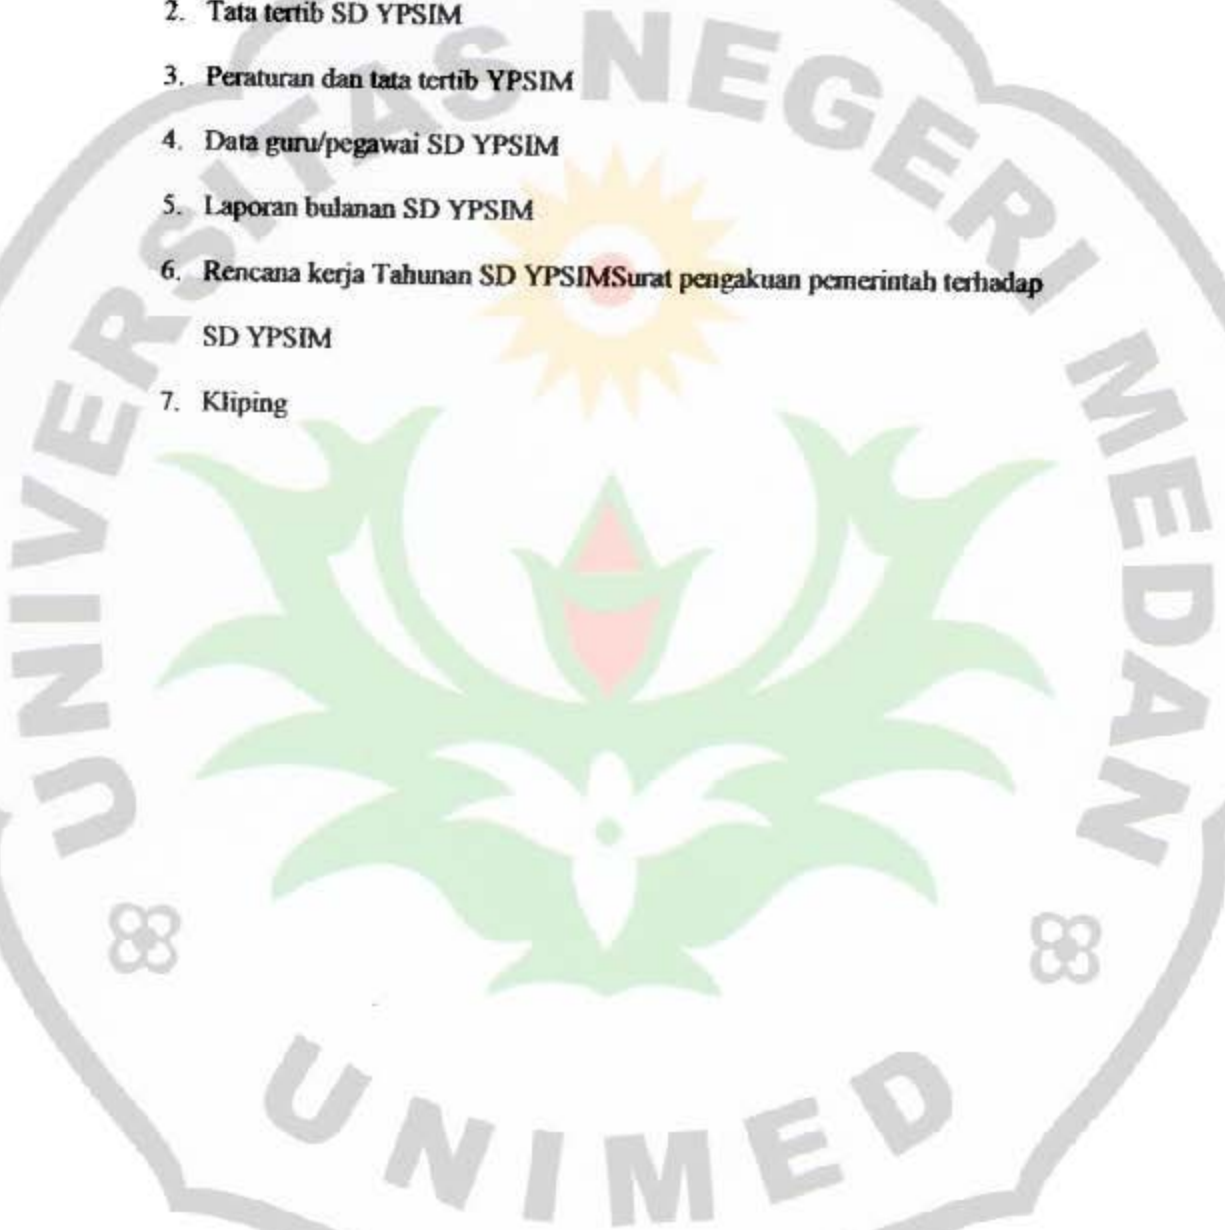 2. Tata tertib SD YPSIM
3. Peraturan dan tata tertib YPSIM
4. Data guru/pegawai SD YPSIM
5. Laporan bulanan SD YPSIM
6. Rencana kerja Tahunan SD YPSIMSurat pengakuan pemerintah terhadap
SD YPSIM
7. Kliping
UNIVERSITAS NEGERI MEDAN
UNIMED